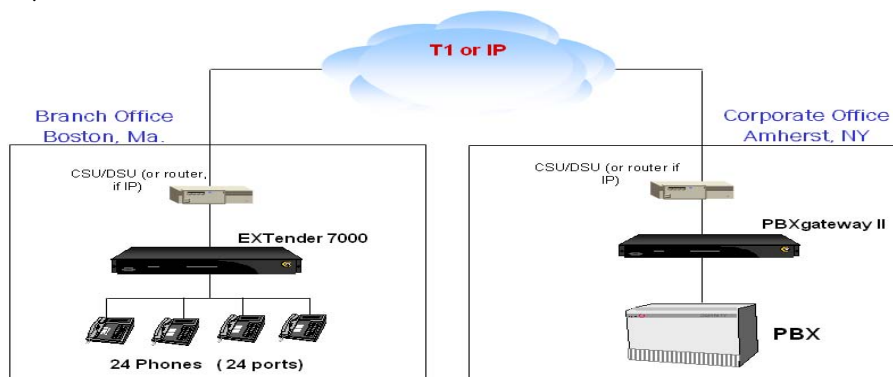 T1 or IP
Branch Office
Boston, Ma.
Corporate Office
Amherst, NY
CSU/DSU (or router,
if IP)
CSU/DSU (or router if
IP)
EXTender 7000
PBXgateway II
24 Phones (24 ports)
PBX